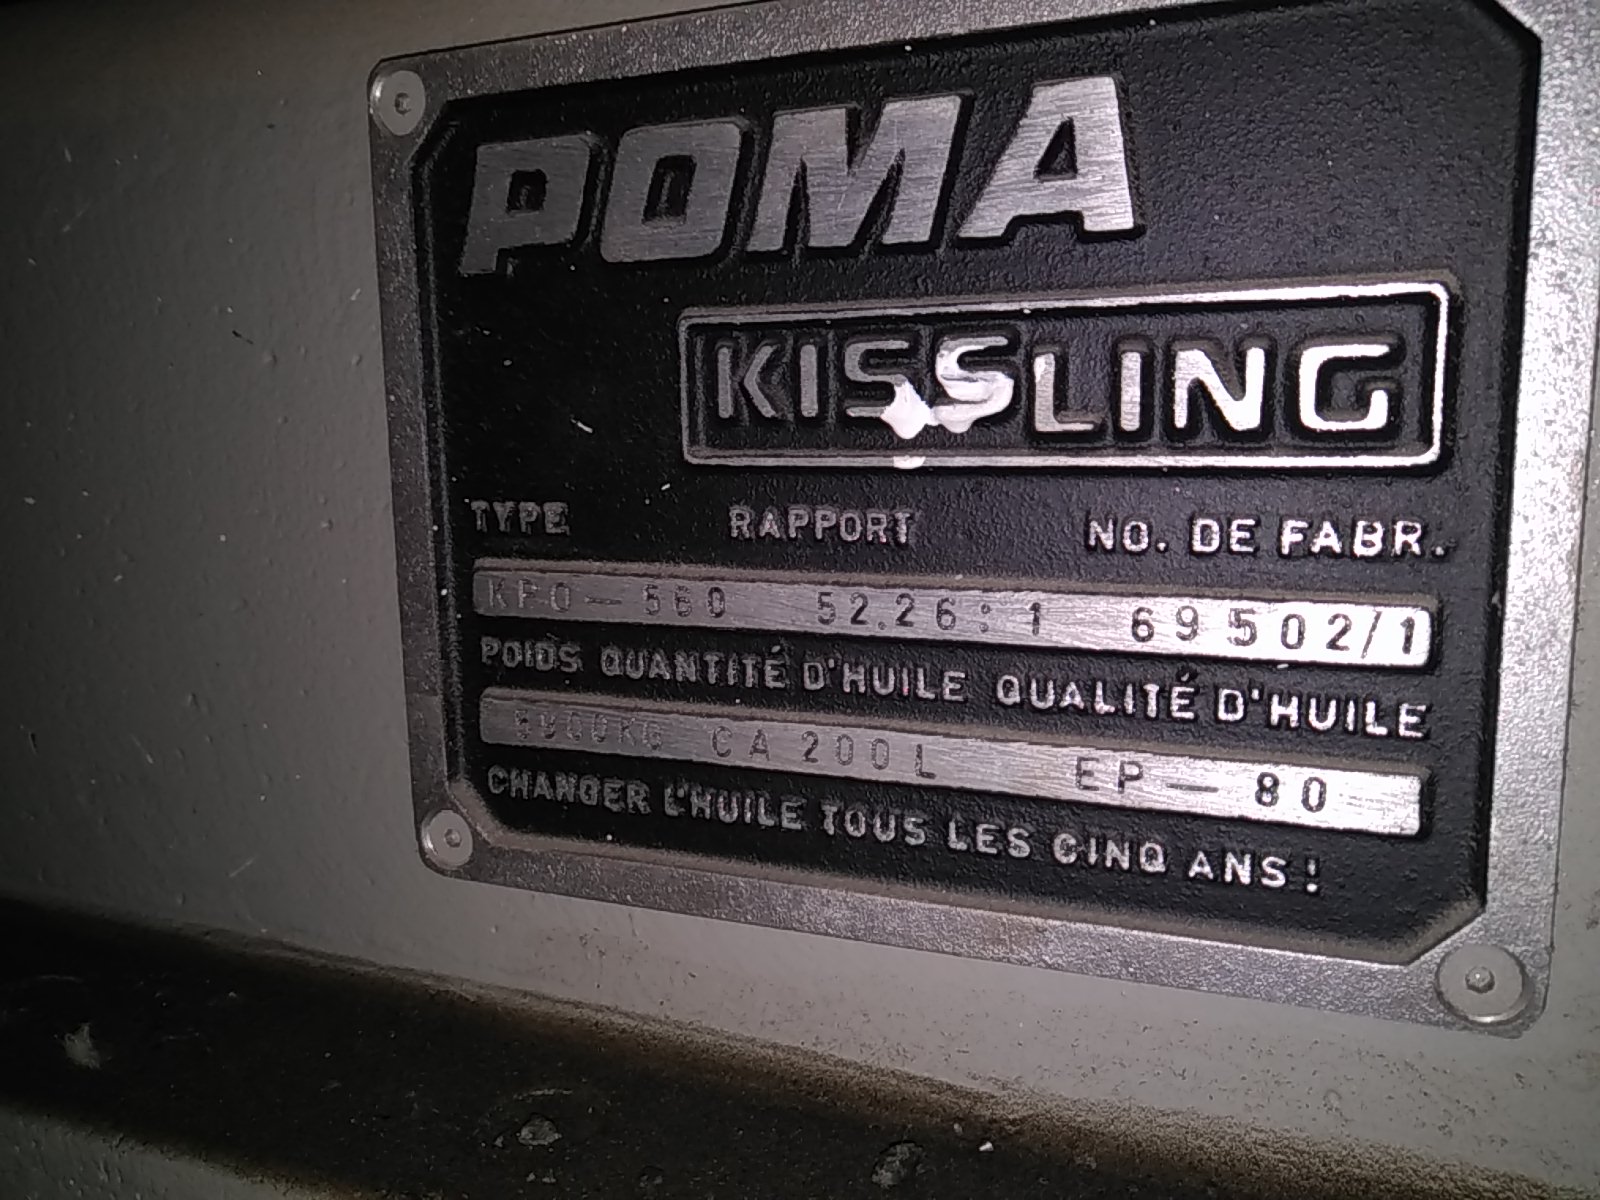 POMA
KISSLING
TYPE RAPPORT NO. DE FABR.
KPO-560 52.26:1 69502/1
POIDS QUANTITÉ D'HUILE QUALITÉ D'HUILE
CA 200L EP-80
CHANGER L'HUILE TOUS LES CINQ ANS!